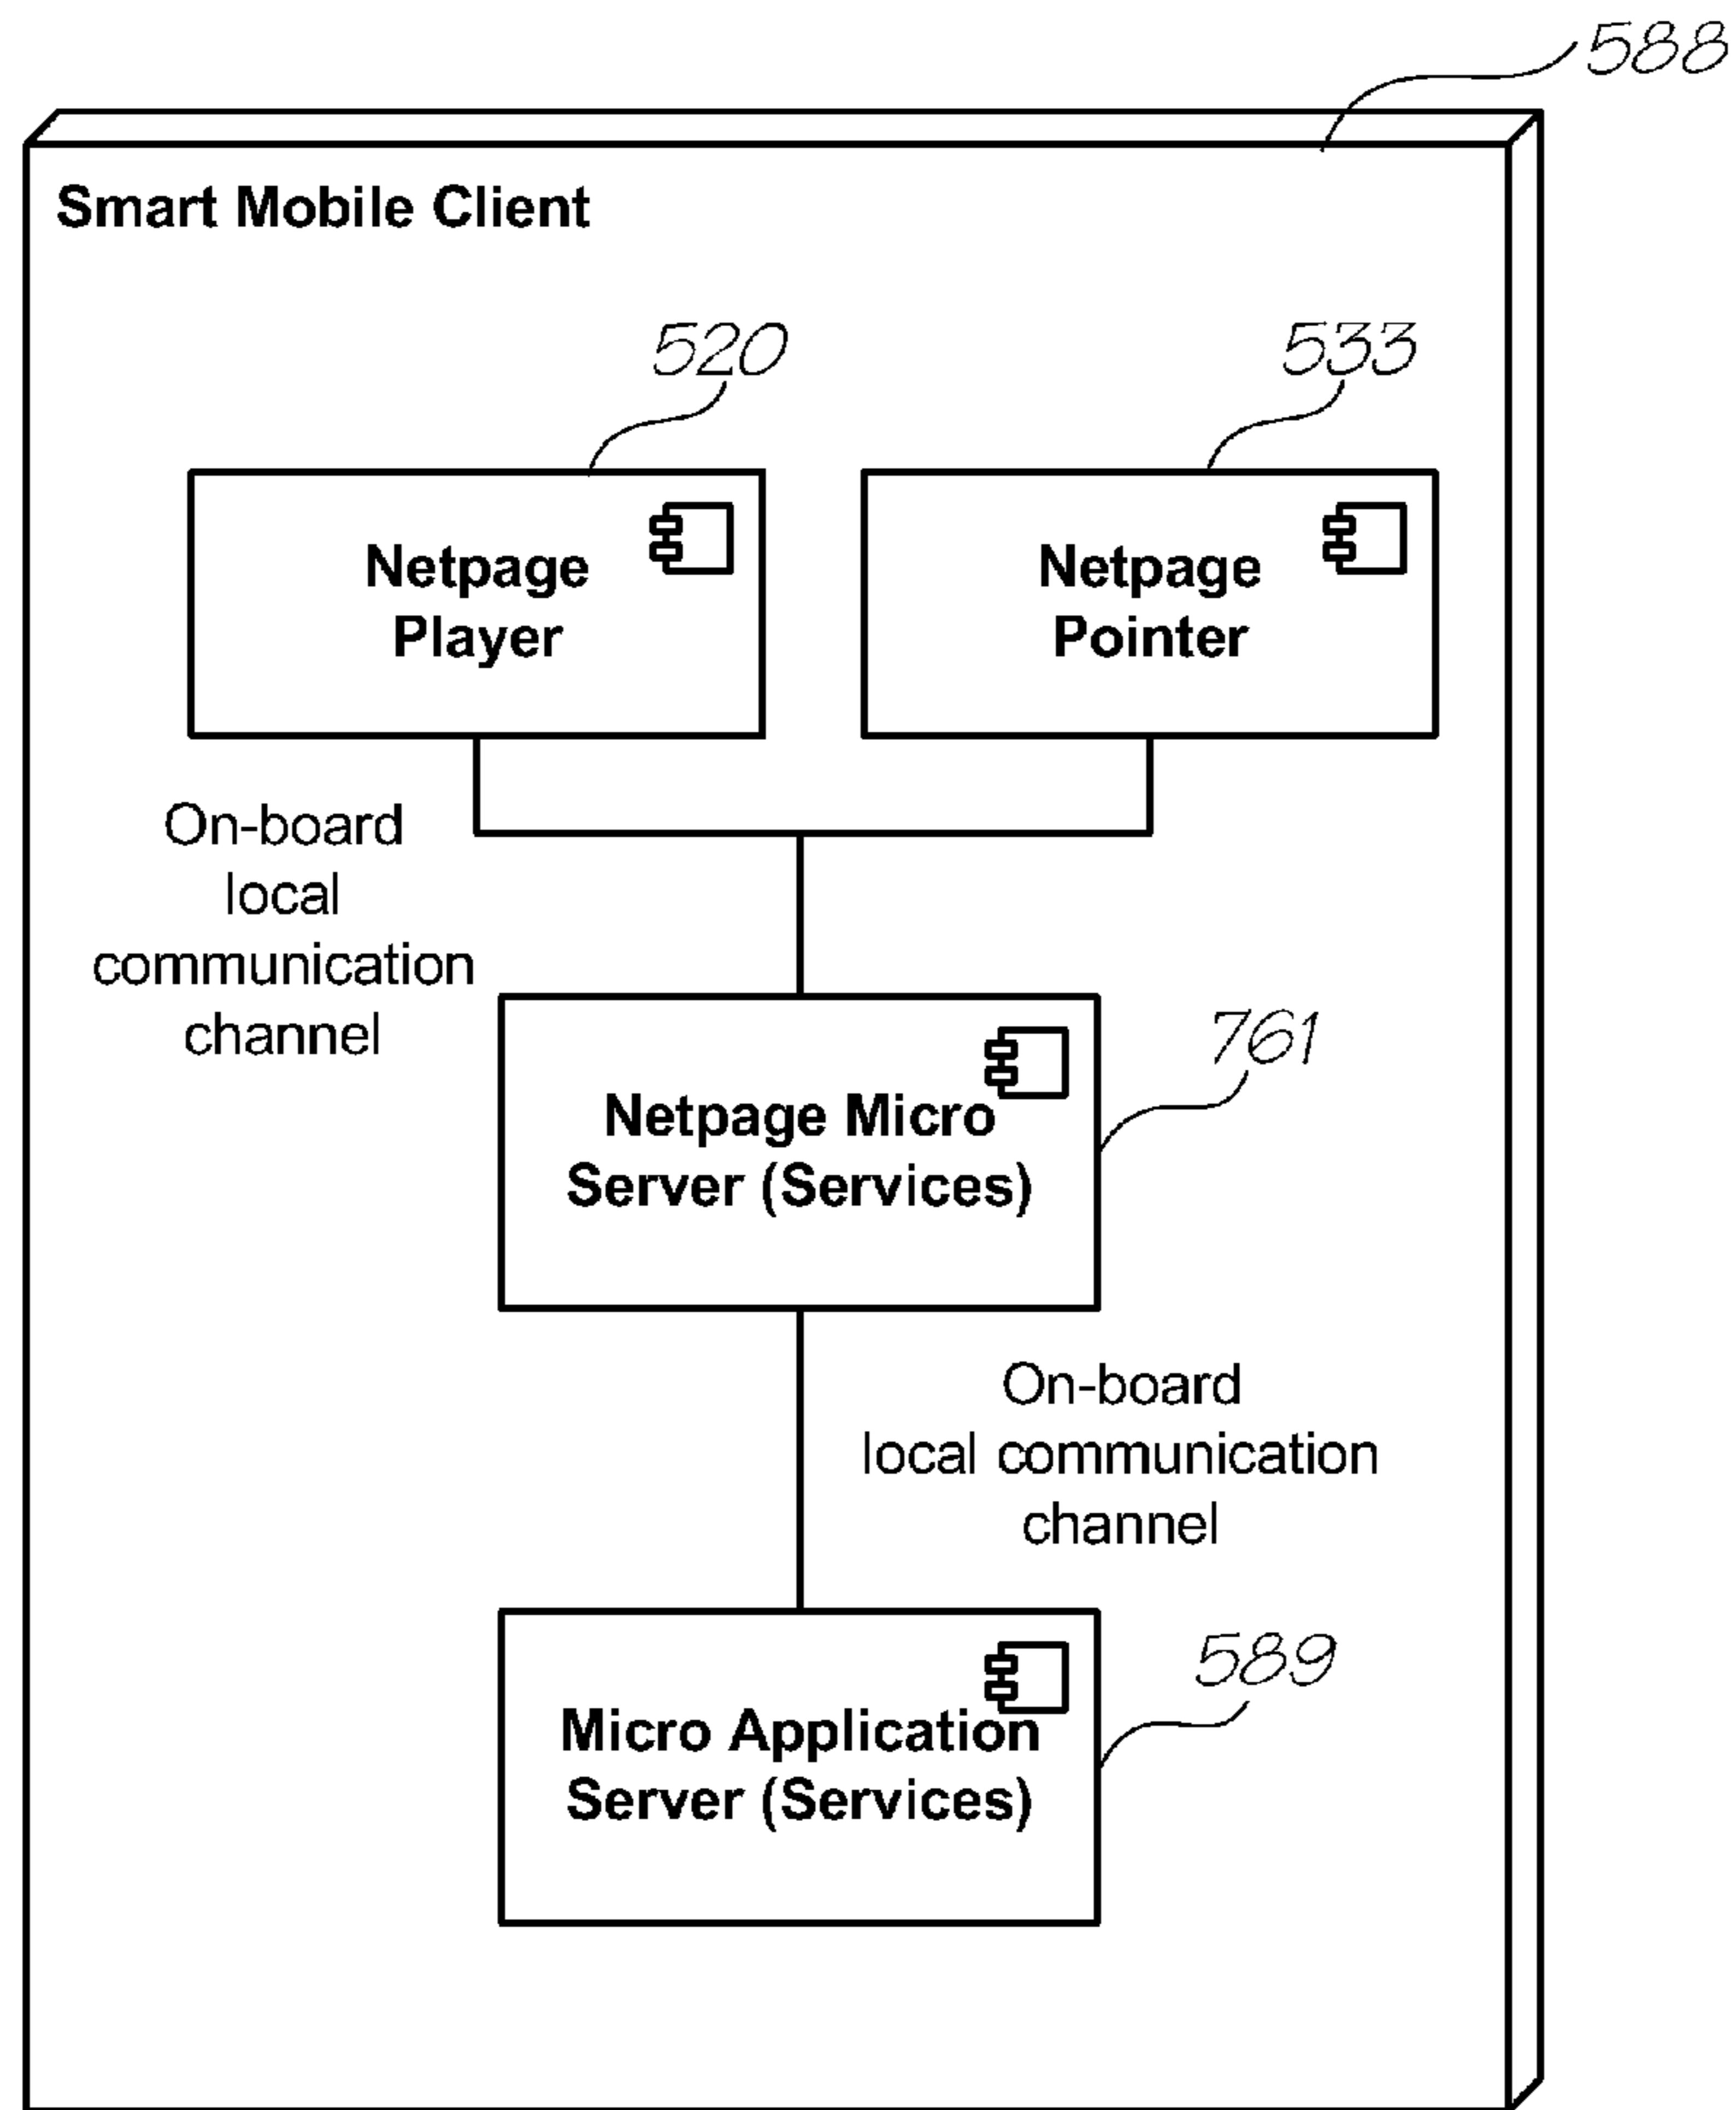 588
Smart Mobile Client
520
533
Netpage
Player
Netpage
Pointer
On-board
local
communication
channel
761
Netpage Micro
Server (Services)
On-board
local communication
channel
589
Micro Application
Server (Services)